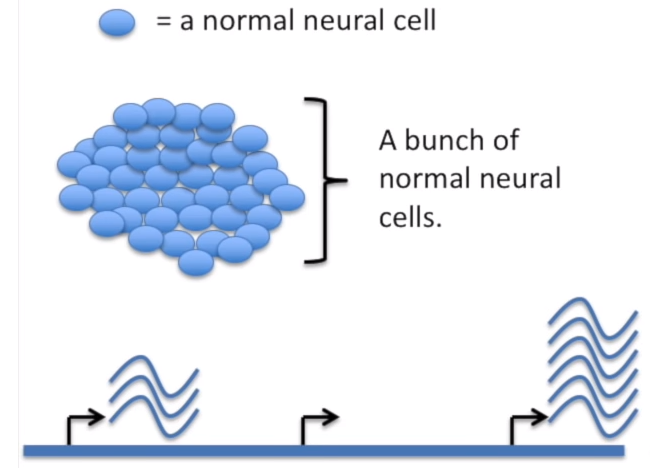 = a normal neural cell
A bunch of
normal neural
cells.